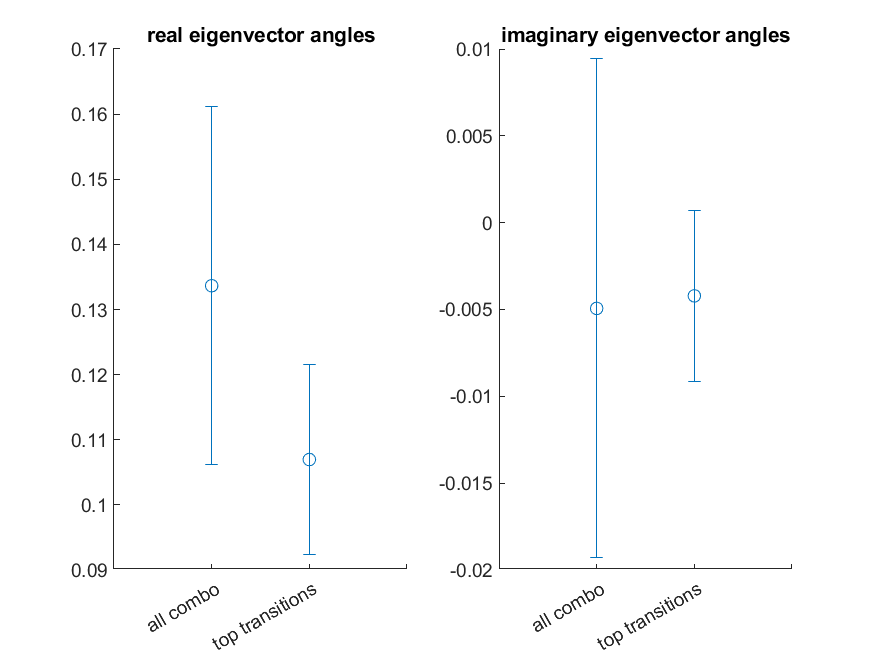 real eigenvector angles
0.17
0.16
0.15
0.14
0.13
0.12
0.11
0.1
0.09
all combo
top transitions
imaginary eigenvector angles
0.01
0.005
0
-0.005
-0.01
-0.015
-0.02
all combo
top transitions